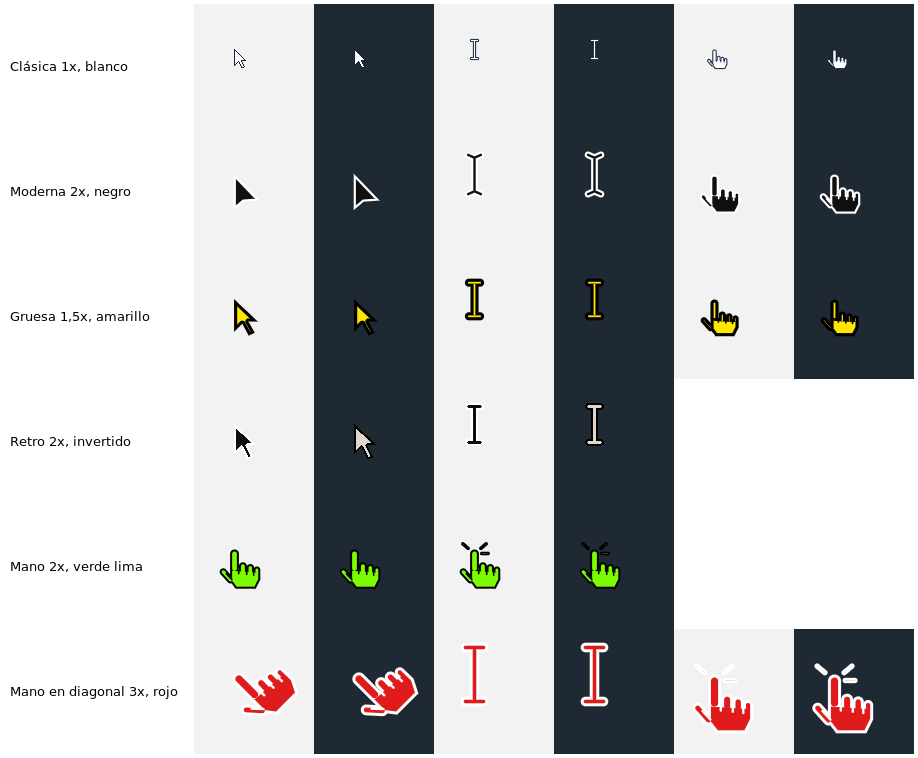 Clásica 1x, blanco
Moderna 2x, negro
Gruesa 1,5x, amarillo
Retro 2x, invertido
Mano 2x, verde lima
Mano en diagonal 3x, rojo